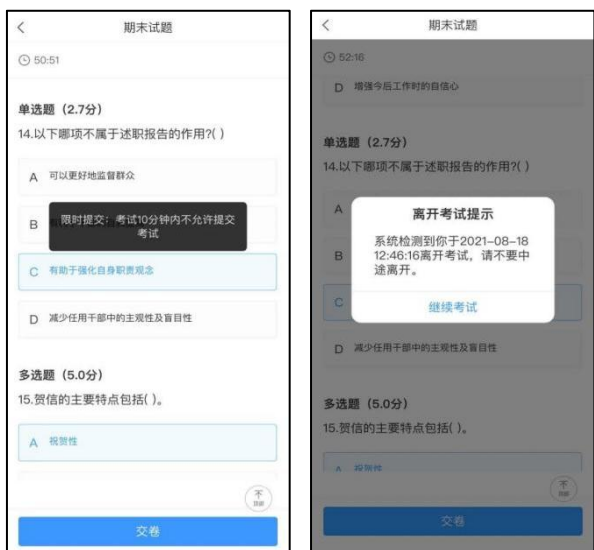 期末试题
50:51
单选题（2.7分）
14.以下哪项不属于述职报告的作用?( )
A 可以更好地监督群众
B
限时提交：考试10分钟内不允许提交
考试
C 有助于强化自身职责观念
D 减少任用干部中的主观性及盲目性
多选题（5.0分）
15.贺信的主要特点包括( )。
A 祝贺性
顶部
交卷
期末试题
52:16
D 增强今后工作时的自信心
单选题（2.7分）
14.以下哪项不属于述职报告的作用?( )
A
离开考试提示
系统检测到你于2021-08-18
12:46:16离开考试，请不要中
途离开。
B
C
继续考试
D 减少任用干部中的主观性及盲目性
多选题（5.0分）
15.贺信的主要特点包括( )。
A 祝贺性
顶部
交卷